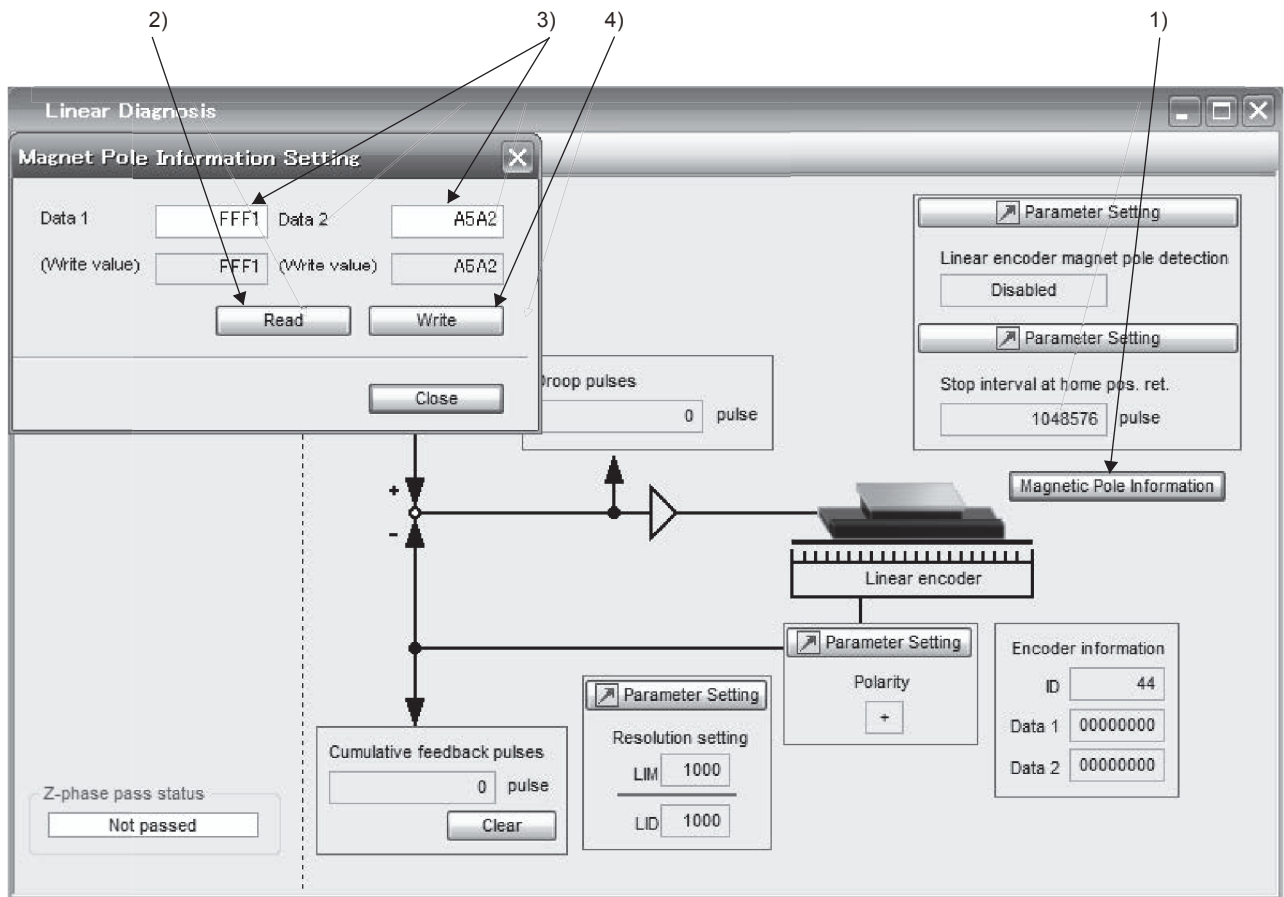 2)
3)
4)
1)
Linear Diagnosis
Magnet Pole Information Setting
Data 1 FFF1 Data 2 A5A2
(Write value) FFF1 (Write value) A5A2
Read Write
Close
Parameter Setting
Linear encoder magnet pole detection
Disabled
Parameter Setting
Stop interval at home pos. ret.
1048576 pulse
Magnetic Pole Information
Droop pulses
0 pulse
+
-
Linear encoder
Parameter Setting
Polarity
+
Encoder information
ID 44
Data 1 00000000
Data 2 00000000
Parameter Setting
Resolution setting
LIM 1000
LID 1000
Cumulative feedback pulses
0 pulse
Clear
Z-phase pass status
Not passed